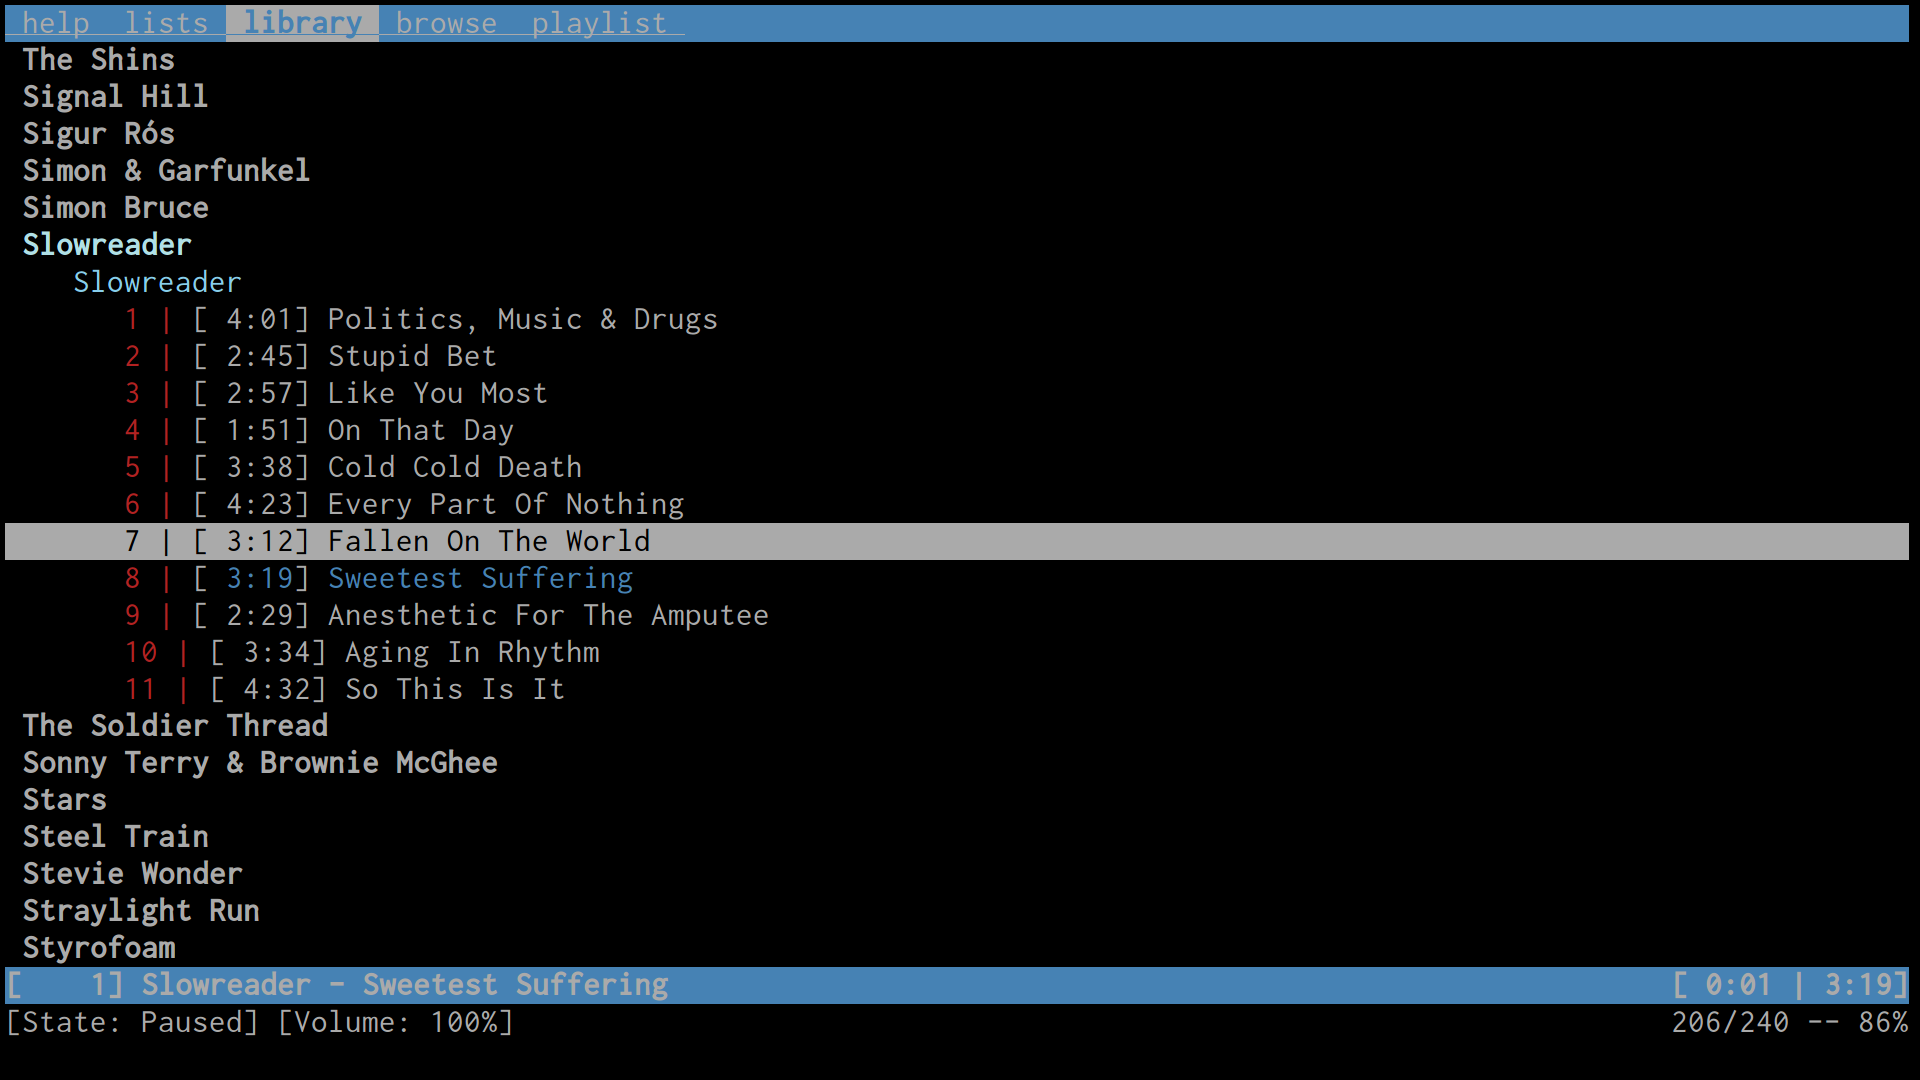 help lists library browse playlist
The Shins
Signal Hill
Sigur Rós
Simon & Garfunkel
Simon Bruce
Slowreader
Slowreader
1 | [ 4:01] Politics, Music & Drugs
2 | [ 2:45] Stupid Bet
3 | [ 2:57] Like You Most
4 | [ 1:51] On That Day
5 | [ 3:38] Cold Cold Death
6 | [ 4:23] Every Part Of Nothing
7 | [ 3:12] Fallen On The World
8 | [ 3:19] Sweetest Suffering
9 | [ 2:29] Anesthetic For The Amputee
10 | [ 3:34] Aging In Rhythm
11 | [ 4:32] So This Is It
The Soldier Thread
Sonny Terry & Brownie McGhee
Stars
Steel Train
Stevie Wonder
Straylight Run
Styrofoam
[    1] Slowreader - Sweetest Suffering [ 0:01 | 3:19]
[State: Paused] [Volume: 100%] 206/240 -- 86%